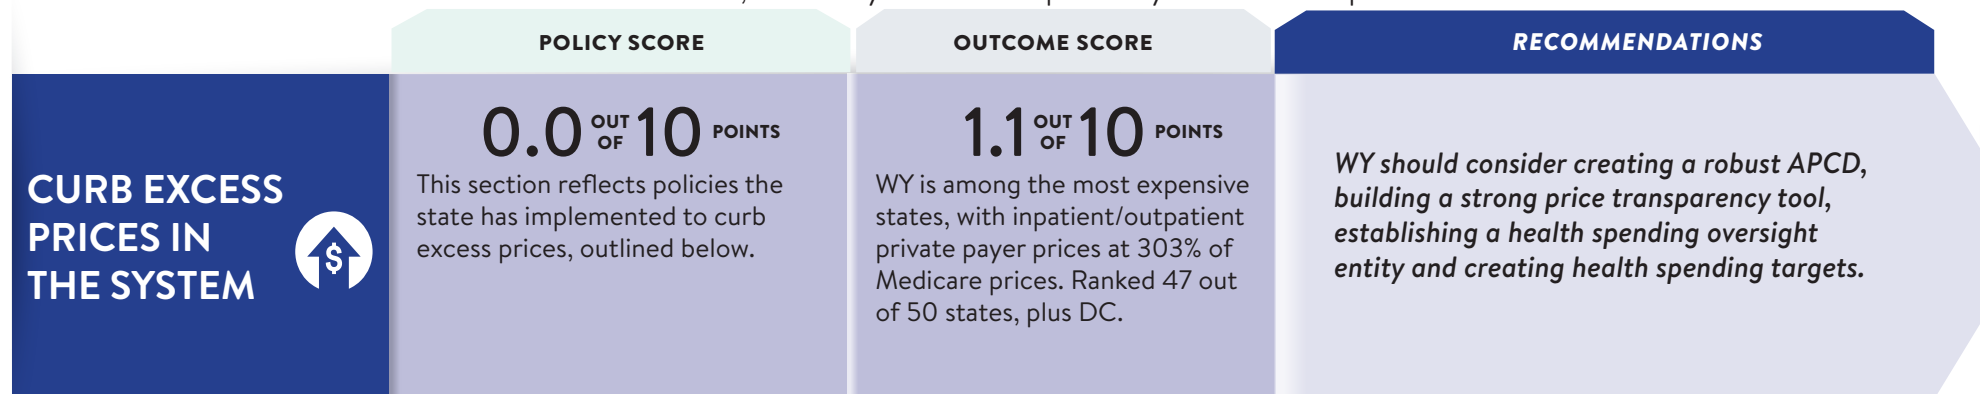 POLICY SCORE
OUTCOME SCORE
RECOMMENDATIONS
CURB EXCESS
PRICES IN
THE SYSTEM
$
0.0 OUT OF 10 POINTS
This section reflects policies the
state has implemented to curb
excess prices, outlined below.
1.1 OUT OF 10 POINTS
WY is among the most expensive
states, with inpatient/outpatient
private payer prices at 303% of
Medicare prices. Ranked 47 out
of 50 states, plus DC.
WY should consider creating a robust APCD,
building a strong price transparency tool,
establishing a health spending oversight
entity and creating health spending targets.